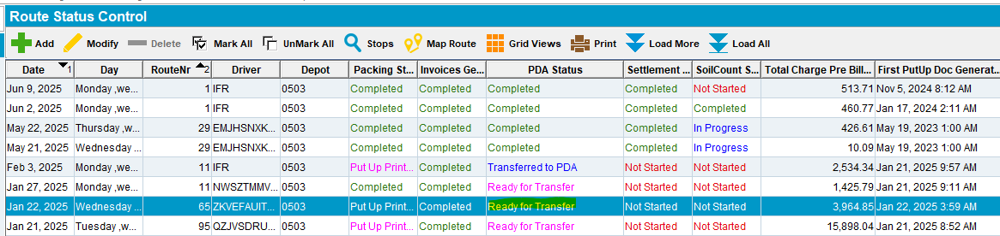 Route Status Control
Add Modify Delete Mark All UnMark All Stops Map Route Grid Views Print Load More Load All
Date 1 Day RouteNr 2 Driver Depot Packing St... Invoices Ge... PDA Status Settlement ... SoilCount S... Total Charge Pre Bill... First PutUp Doc Generat...
Jun 9, 2025 Monday ,we... 1 IFR 0503 Completed Completed Completed Completed Not Started 513.71 Nov 5, 2024 8:12 AM
Jun 2, 2025 Monday ,we... 1 IFR 0503 Completed Completed Completed Completed Completed 460.77 Jan 17, 2024 2:11 AM
May 22, 2025 Thursday ,w... 29 EMJHSNXK... 0503 Completed Completed Completed Completed In Progress 426.61 May 19, 2023 1:00 AM
May 21, 2025 Wednesday ... 29 EMJHSNXK... 0503 Completed Completed Completed Completed In Progress 10.09 May 19, 2023 1:00 AM
Feb 3, 2025 Monday ,we... 11 IFR 0503 Put Up Print... Completed Transferred to PDA Not Started Not Started 2,534.34 Jan 21, 2025 9:57 AM
Jan 27, 2025 Monday ,we... 11 NWSZTMMV... 0503 Completed Completed Ready for Transfer Not Started Not Started 1,425.79 Jan 21, 2025 9:11 AM
Jan 22, 2025 Wednesday ... 65 ZKVEFAUIT... 0503 Put Up Print... Completed Ready for Transfer Not Started Not Started 3,964.85 Jan 22, 2025 3:59 AM
Jan 21, 2025 Tuesday ,w... 95 QZJVSDRU... 0503 Put Up Print... Completed Ready for Transfer Not Started Not Started 15,898.04 Jan 21, 2025 8:52 AM